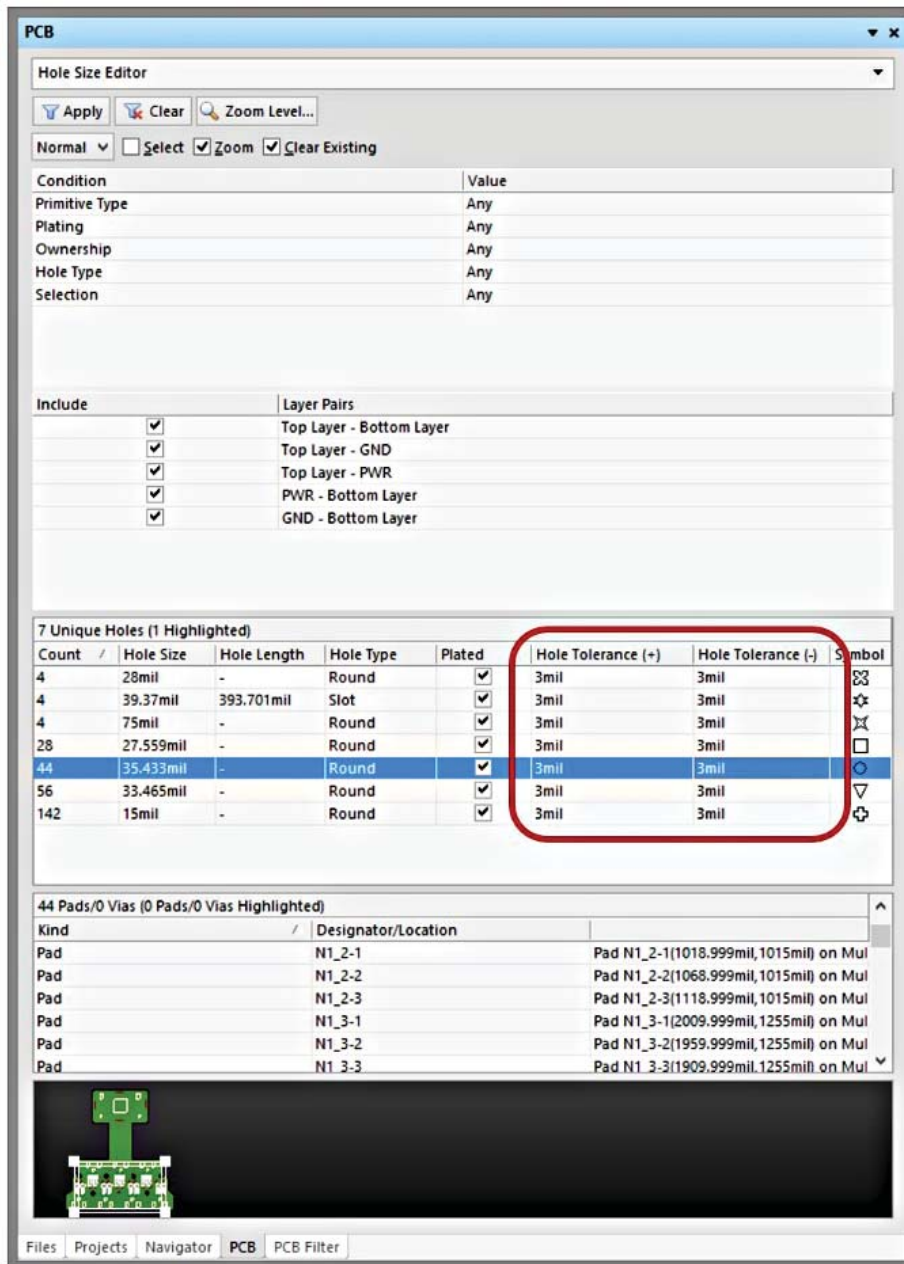 PCB
Hole Size Editor
Apply Clear Zoom Level...
Normal Select Zoom Clear Existing
Condition Value
Primitive Type Any
Plating Any
Ownership Any
Hole Type Any
Selection Any
Include Layer Pairs
Top Layer - Bottom Layer
Top Layer - GND
Top Layer - PWR
PWR - Bottom Layer
GND - Bottom Layer
7 Unique Holes (1 Highlighted)
Count / Hole Size Hole Length Hole Type Plated Hole Tolerance (+) Hole Tolerance (-) Symbol
4 28mil - Round 3mil 3mil
4 39.37mil 393.701mil Slot 3mil 3mil
4 75mil - Round 3mil 3mil
28 27.559mil - Round 3mil 3mil
44 35.433mil - Round 3mil 3mil
56 33.465mil - Round 3mil 3mil
142 15mil - Round 3mil 3mil
44 Pads/0 Vias (0 Pads/0 Vias Highlighted)
Kind / Designator/Location
Pad N1_2-1 Pad N1_2-1(1018.999mil,1015mil) on Mul
Pad N1_2-2 Pad N1_2-2(1068.999mil,1015mil) on Mul
Pad N1_2-3 Pad N1_2-3(1118.999mil,1015mil) on Mul
Pad N1_3-1 Pad N1_3-1(2009.999mil,1255mil) on Mul
Pad N1_3-2 Pad N1_3-2(1959.999mil,1255mil) on Mul
Pad N1_3-3 Pad N1_3-3(1909.999mil,1255mil) on Mul
Files Projects Navigator PCB PCB Filter